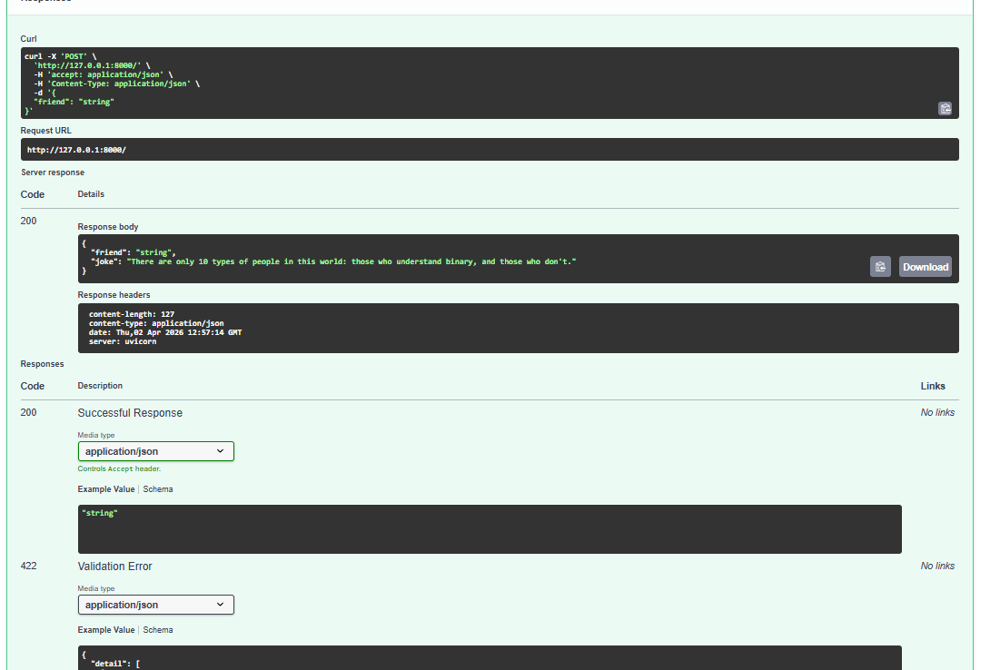 Responses
Curl
curl -X 'POST' \
  'http://127.0.0.1:8000/' \
  -H 'accept: application/json' \
  -H 'Content-Type: application/json' \
  -d '{
  "friend": "string"
}'
Request URL
http://127.0.0.1:8000/
Server response
Code Details
200
Response body
{
  "friend": "string",
  "joke": "There are only 10 types of people in this world: those who understand binary, and those who don't."
}
Download
Response headers
content-length: 127
content-type: application/json
date: Thu,02 Apr 2026 12:57:14 GMT
server: uvicorn
Responses
Code Description Links
200 Successful Response No links
Media type
application/json
Controls Accept header.
Example Value | Schema
"string"
422 Validation Error No links
Media type
application/json
Example Value | Schema
{
  "detail": [